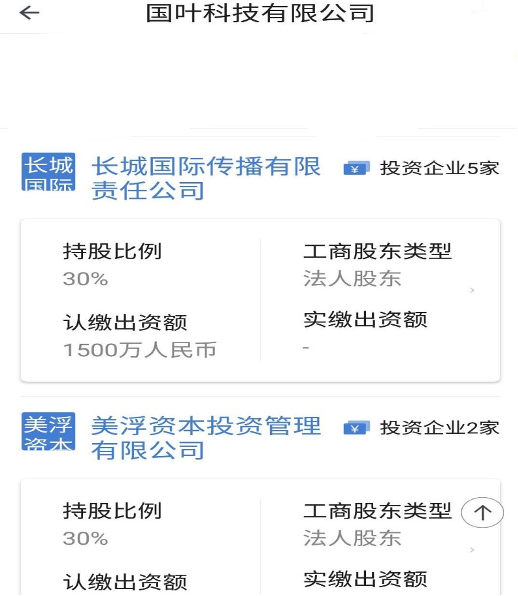 国叶科技有限公司
长城
国际
长城国际传播有限
责任公司
投资企业5家
持股比例
30%
工商股东类型
法人股东
认缴出资额
1500万人民币
实缴出资额
-
美浮
资本
美浮资本投资管理
有限公司
投资企业2家
持股比例
30%
工商股东类型
法人股东
认缴出资额
实缴出资额